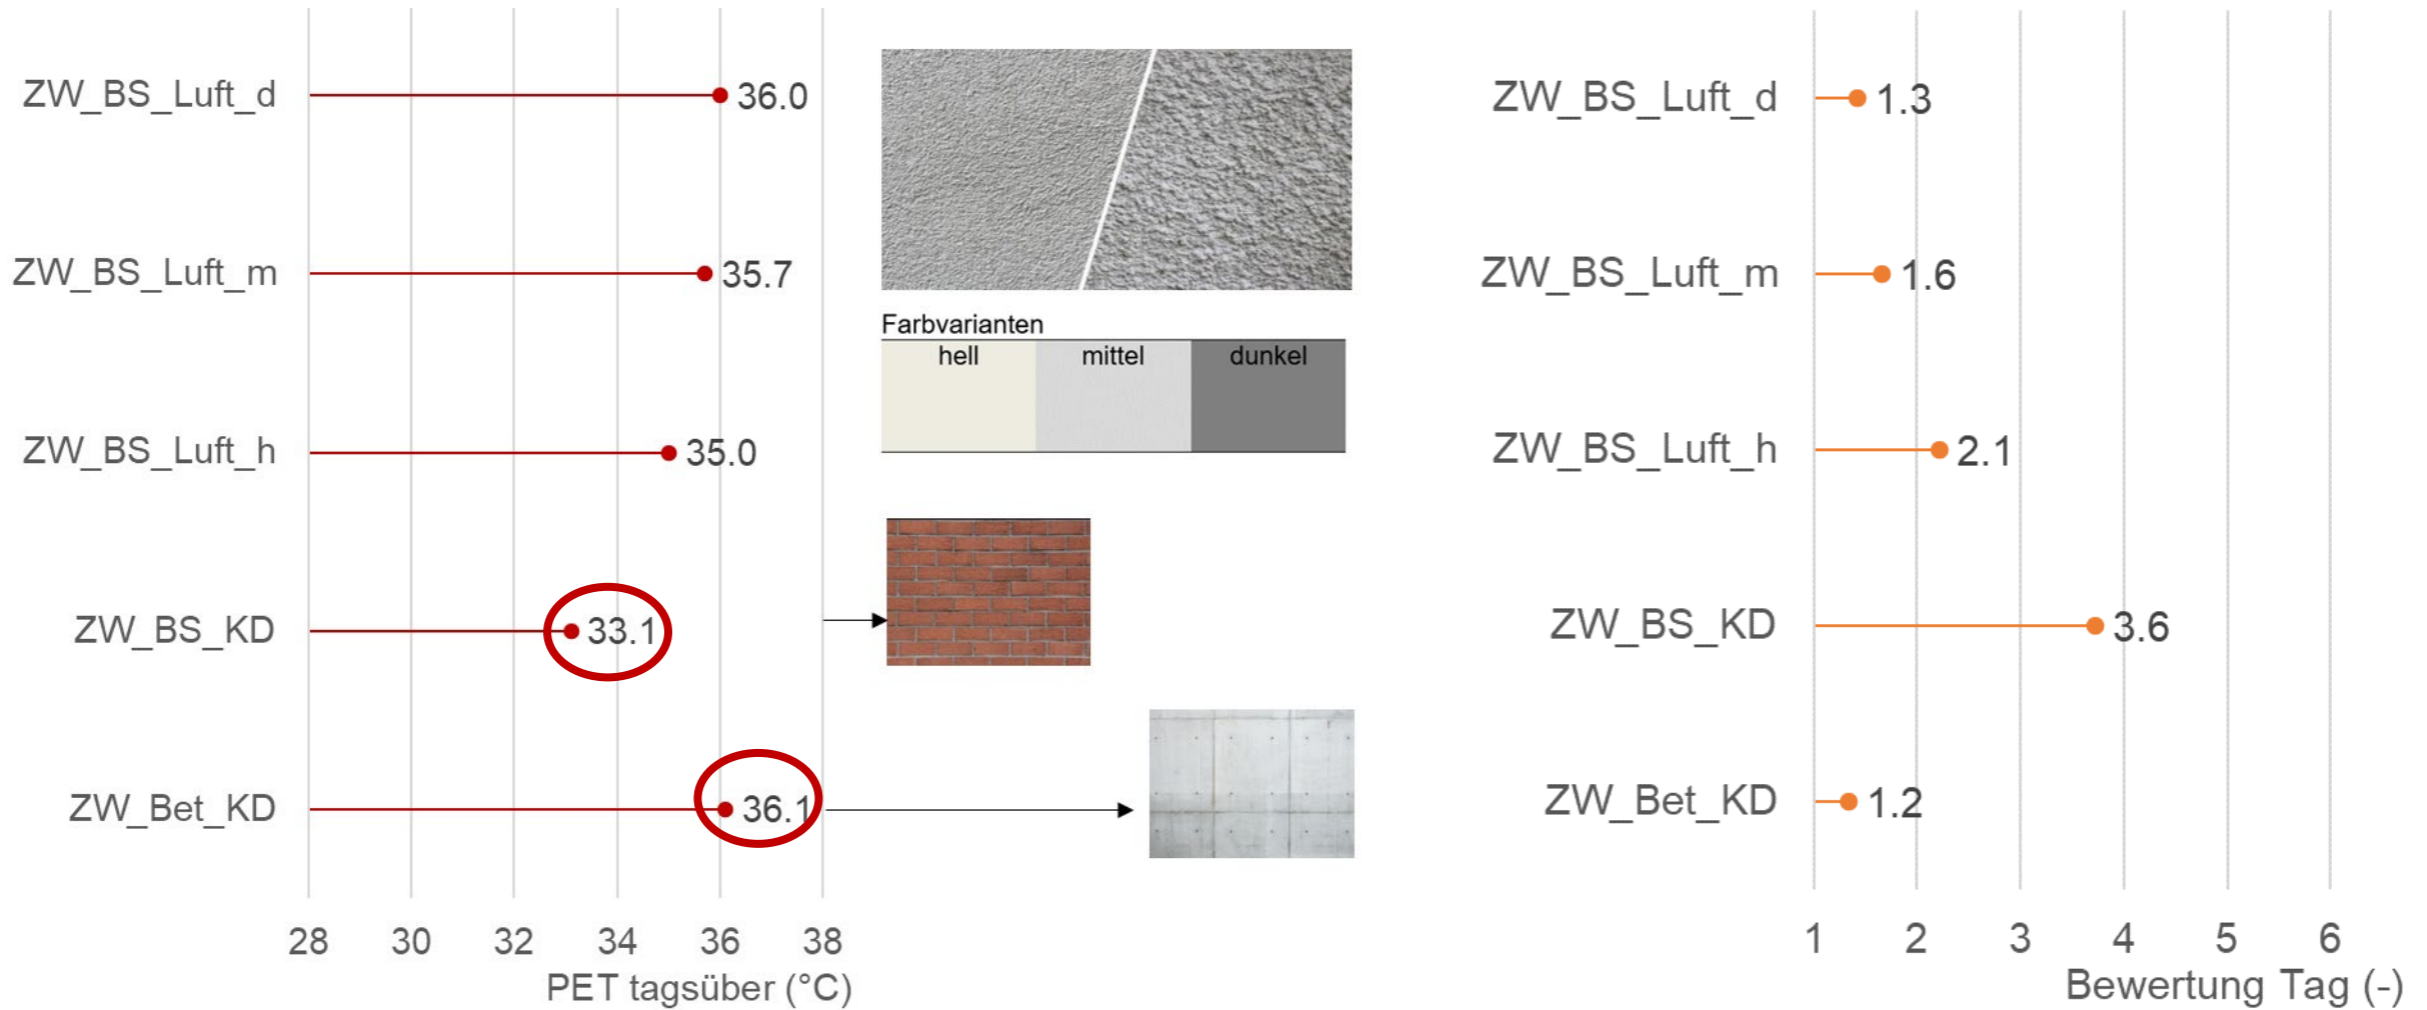 ZW_BS_Luft_d
36.0
ZW_BS_Luft_m
35.7
ZW_BS_Luft_h
35.0
ZW_BS_KD
33.1
ZW_Bet_KD
36.1
28 30 32 34 36 38
PET tagsüber (°C)
Farbvarianten
hell mittel dunkel
ZW_BS_Luft_d
1.3
ZW_BS_Luft_m
1.6
ZW_BS_Luft_h
2.1
ZW_BS_KD
3.6
ZW_Bet_KD
1.2
1 2 3 4 5 6
Bewertung Tag (-)